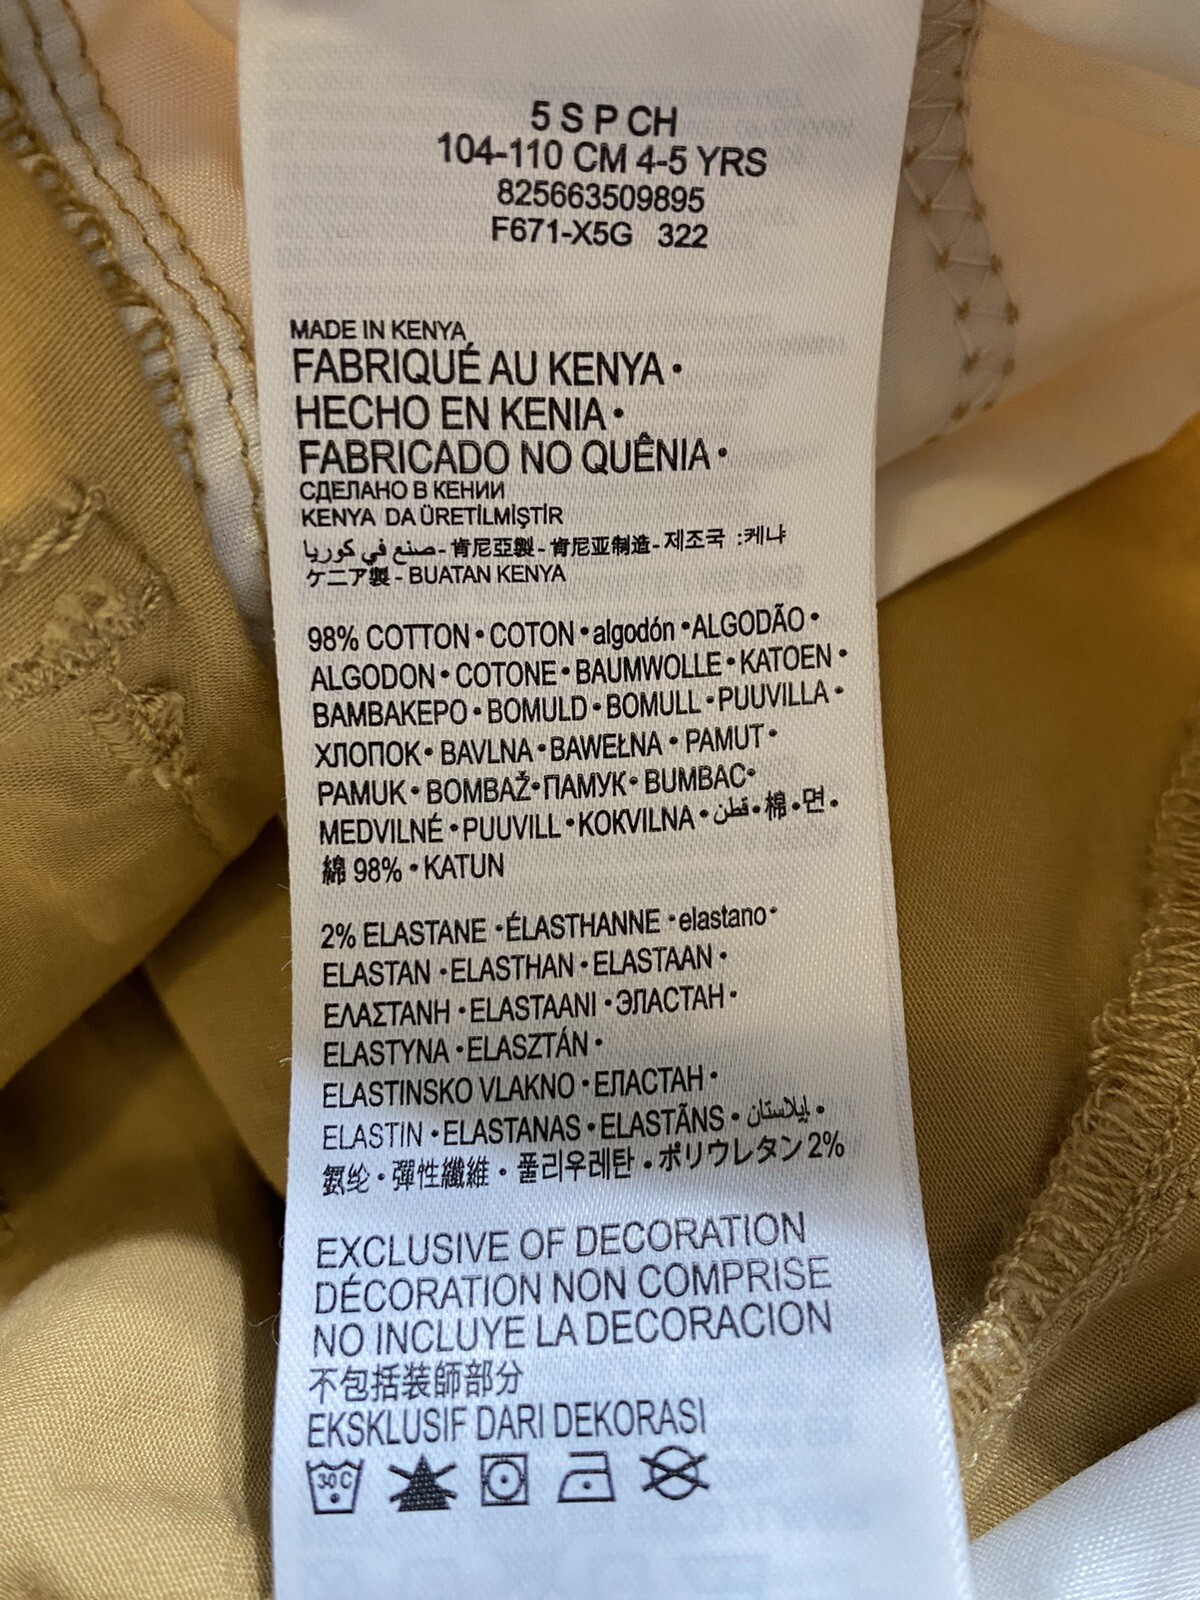 5 S P CH
104-110 CM 4-5 YRS
825663509895
F671-X5G 322
MADE IN KENYA
FABRIQUÉ AU KENYA •
HECHO EN KENIA •
FABRICADO NO QUÊNIA •
СДЕЛАНО В КЕНИИ
KENYA DA ÜRETİLMİŞTİR
صنع في كوريا - 肯尼亞製 - 肯尼亚制造 - 제조국 :케냐
ケニア製 - BUATAN KENYA
98% COTTON • COTON • algodón • ALGODÃO •
ALGODON • COTONE • BAUMWOLLE • KATOEN •
BAMBAKEPO • BOMULD • BOMULL • PUUVILLA •
ХЛОПОК • BAVLNA • BAWEŁNA • PAMUT •
PAMUK • BOMBAŽ • ПАМУК • BUMBAC •
MEDVILNÉ • PUUVILL • KOKVILNA • قطن • 棉 • 면 •
綿 98% • KATUN
2% ELASTANE • ÉLASTHANNE • elastano •
ELASTAN • ELASTHAN • ELASTAAN •
ΕΛΑΣΤΑΝΗ • ELASTAANI • ЭЛАСТАН •
ELASTYNA • ELASZTÁN •
ELASTINSKO VLAKNO • ЕЛАСТАН •
ELASTIN • ELASTANAS • ELASTÃNS • إيلاستان •
氨纶 • 彈性纖維 • 폴리우레탄 • ポリウレタン 2%
EXCLUSIVE OF DECORATION
DÉCORATION NON COMPRISE
NO INCLUYE LA DECORACION
不包括装師部分
EKSKLUSIF DARI DEKORASI
30 C